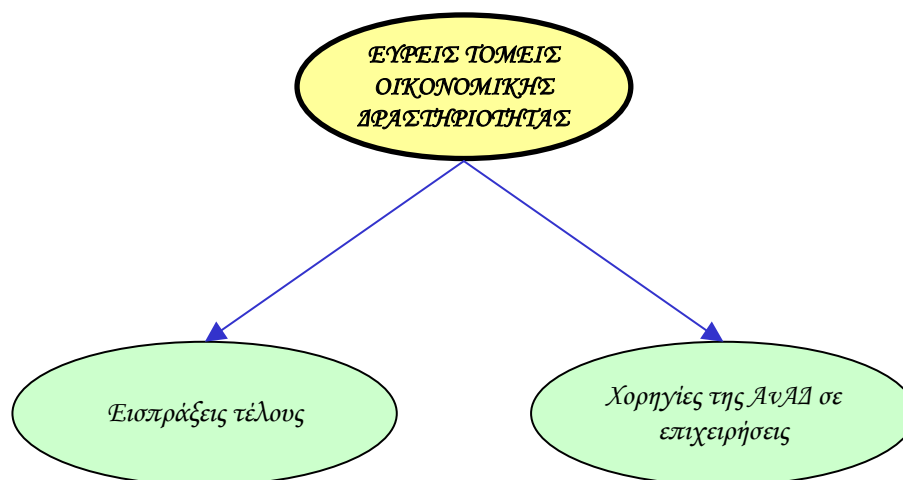 ΕΥΡΕΙΣ ΤΟΜΕΙΣ
ΟΙΚΟΝΟΜΙΚΗΣ
ΔΡΑΣΤΗΡΙΟΤΗΤΑΣ
Εισπράξεις τέλους
Χορηγίες της ΑνΑΔ σε
επιχειρήσεις